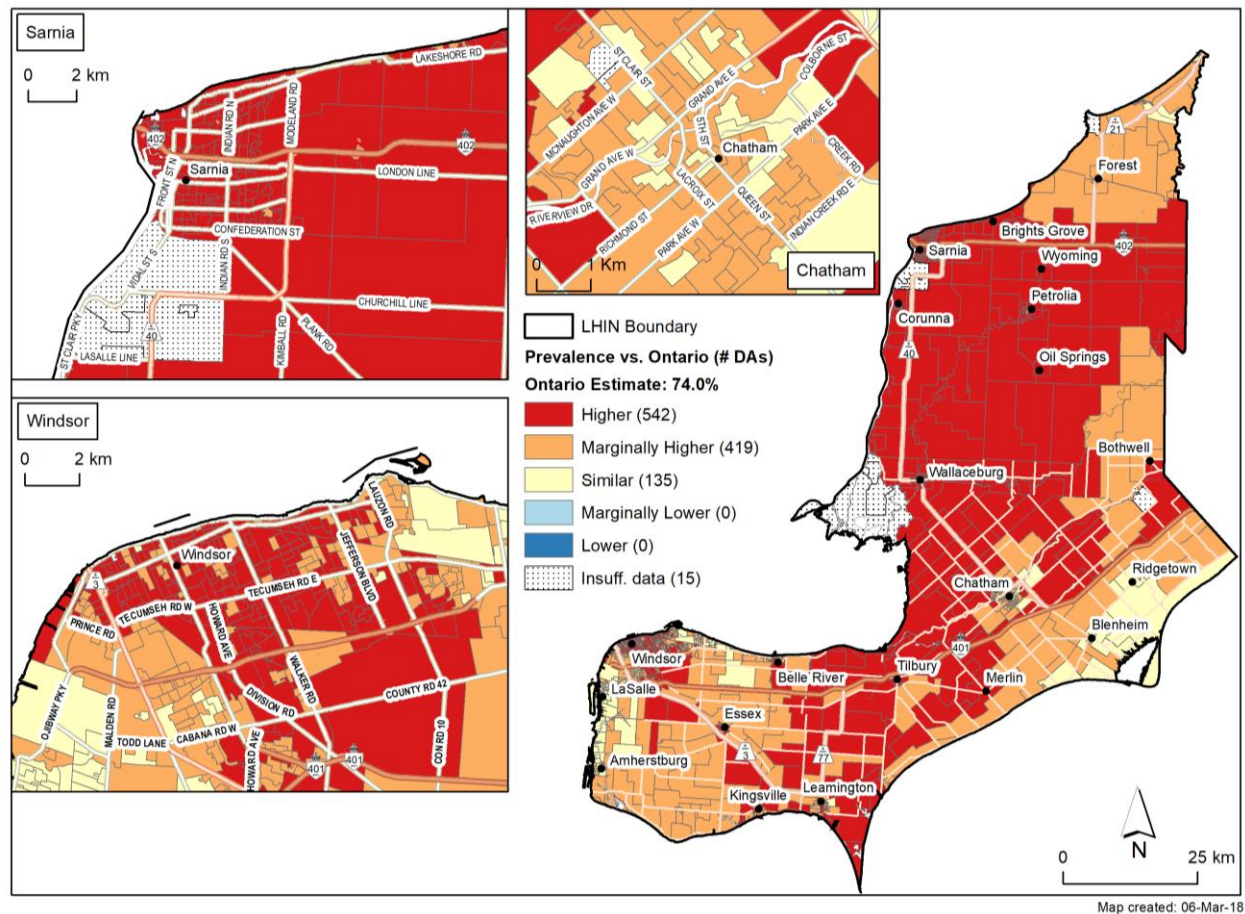 Sarnia
0 2 km
LAKESHORE RD
INDIAN RD N
MODELAND RD
402
402
FRONT ST N
Sarnia
LONDON LINE
CONFEDERATION ST
VIDAL ST S
INDIAN RD S
CHURCHILL LINE
40
ST CLAIR PKY
LASALLE LINE
KIMBALL RD
PLANK RD
ST CLAIR ST
COLBORNE ST
GRAND AVE E
MCNAUGHTON AVE W
5TH ST
PARK AVE E
Chatham
GRAND AVE W
CREEK RD
LACROIX ST
QUEEN ST
RIVERVIEW DR
RICHMOND ST
PARK AVE W
INDIAN CREEK RD E
0 1 Km
Chatham
LHIN Boundary
Prevalence vs. Ontario (# DAs)
Ontario Estimate: 74.0%
Higher (542)
Marginally Higher (419)
Similar (135)
Marginally Lower (0)
Lower (0)
Insuff. data (15)
Windsor
0 2 km
LAUZON RD
Windsor
JEFFERSON BLVD
3
TECUMSEH RD E
TECUMSEH RD W
PRINCE RD
HOWARD AVE
WALKER RD
OJIBWAY PKY
MALDEN RD
DIVISION RD
COUNTY RD 42
TODD LANE
CABANA RD W
HOWARD AVE
401
401
CON RD 10
21
Forest
Brights Grove
Sarnia
402
Wyoming
Petrolia
Corunna
40
Oil Springs
Bothwell
Wallaceburg
Chatham
Ridgetown
Blenheim
401
Windsor
Belle River
Tilbury
Merlin
LaSalle
Essex
3
77
Amherstburg
Kingsville
Leamington
N
0 25 km
Map created: 06-Mar-18